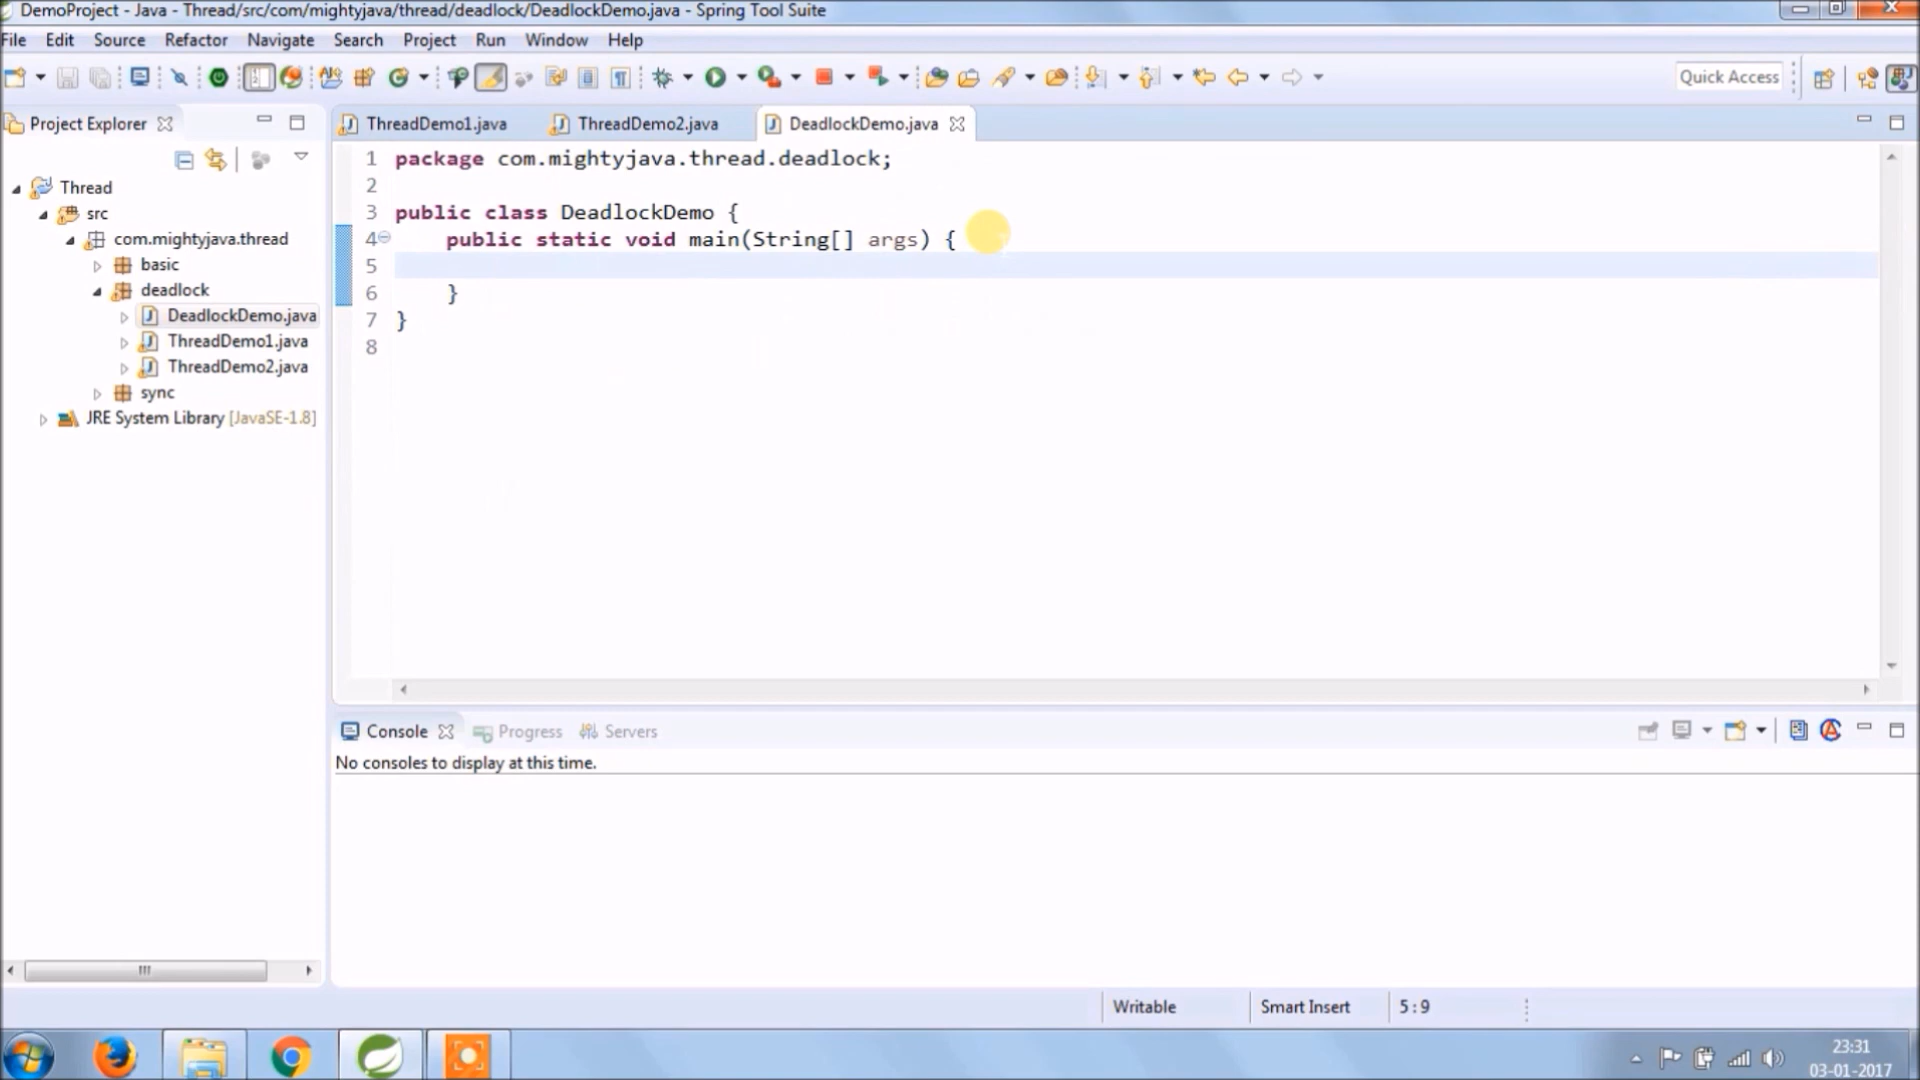 DemoProject - Java - Thread/src/com/mightyjava/thread/deadlock/DeadlockDemo.java - Spring Tool Suite
File Edit Source Refactor Navigate Search Project Run Window Help
Quick Access
Project Explorer
Thread
src
com.mightyjava.thread
basic
deadlock
DeadlockDemo.java
ThreadDemo1.java
ThreadDemo2.java
sync
JRE System Library [JavaSE-1.8]
ThreadDemo1.java ThreadDemo2.java DeadlockDemo.java
1 package com.mightyjava.thread.deadlock;
2
3 public class DeadlockDemo {
4 public static void main(String[] args) {
5
6 }
7 }
8
Console Progress Servers
No consoles to display at this time.
Writable Smart Insert 5 : 9
23:31
03-01-2017